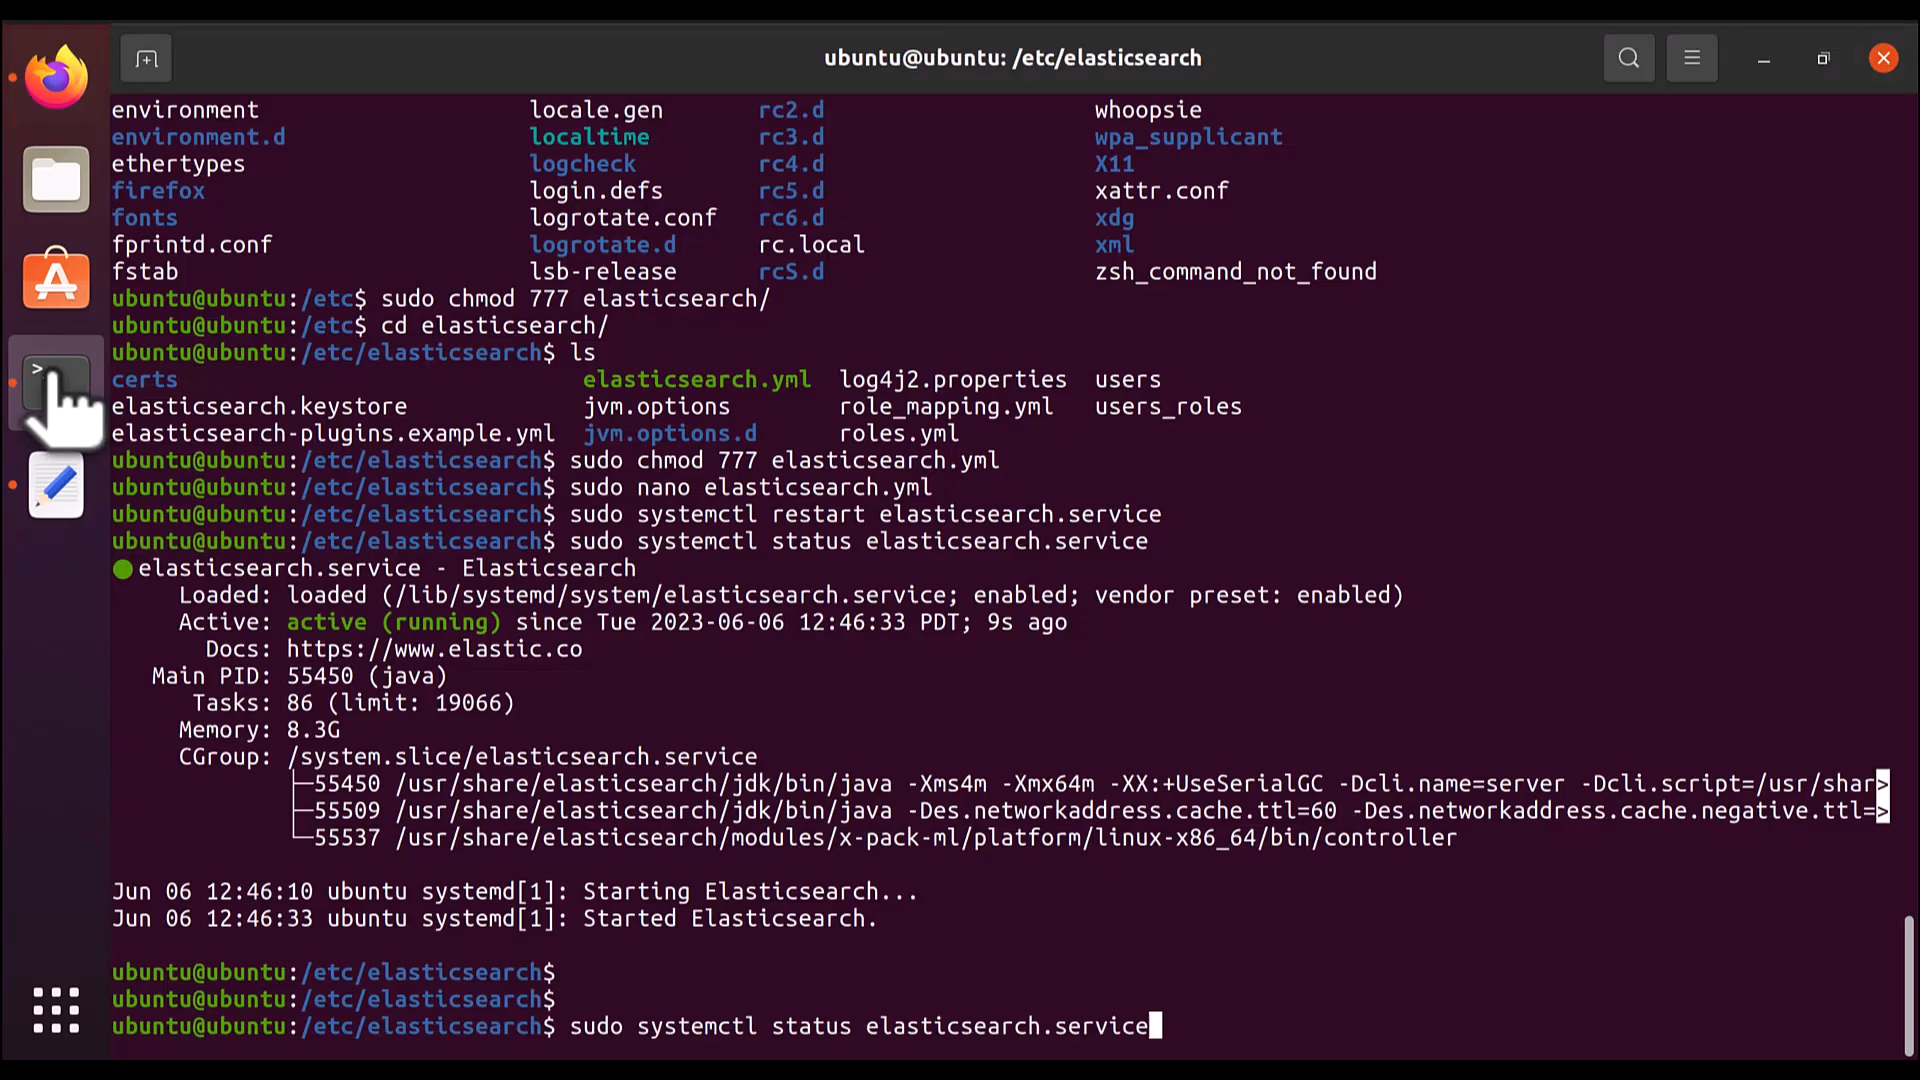 ubuntu@ubuntu: /etc/elasticsearch
environment locale.gen rc2.d whoopsie
environment.d localtime rc3.d wpa_supplicant
ethertypes logcheck rc4.d X11
firefox login.defs rc5.d xattr.conf
fonts logrotate.conf rc6.d xdg
fprintd.conf logrotate.d rc.local xml
fstab lsb-release rcS.d zsh_command_not_found
ubuntu@ubuntu:/etc$ sudo chmod 777 elasticsearch/
ubuntu@ubuntu:/etc$ cd elasticsearch/
ubuntu@ubuntu:/etc/elasticsearch$ ls
certs elasticsearch.yml log4j2.properties users
elasticsearch.keystore jvm.options role_mapping.yml users_roles
elasticsearch-plugins.example.yml jvm.options.d roles.yml
ubuntu@ubuntu:/etc/elasticsearch$ sudo chmod 777 elasticsearch.yml
ubuntu@ubuntu:/etc/elasticsearch$ sudo nano elasticsearch.yml
ubuntu@ubuntu:/etc/elasticsearch$ sudo systemctl restart elasticsearch.service
ubuntu@ubuntu:/etc/elasticsearch$ sudo systemctl status elasticsearch.service
● elasticsearch.service - Elasticsearch
Loaded: loaded (/lib/systemd/system/elasticsearch.service; enabled; vendor preset: enabled)
Active: active (running) since Tue 2023-06-06 12:46:33 PDT; 9s ago
Docs: https://www.elastic.co
Main PID: 55450 (java)
Tasks: 86 (limit: 19066)
Memory: 8.3G
CGroup: /system.slice/elasticsearch.service
├─55450 /usr/share/elasticsearch/jdk/bin/java -Xms4m -Xmx64m -XX:+UseSerialGC -Dcli.name=server -Dcli.script=/usr/shar>
├─55509 /usr/share/elasticsearch/jdk/bin/java -Des.networkaddress.cache.ttl=60 -Des.networkaddress.cache.negative.ttl=>
└─55537 /usr/share/elasticsearch/modules/x-pack-ml/platform/linux-x86_64/bin/controller
Jun 06 12:46:10 ubuntu systemd[1]: Starting Elasticsearch...
Jun 06 12:46:33 ubuntu systemd[1]: Started Elasticsearch.
ubuntu@ubuntu:/etc/elasticsearch$
ubuntu@ubuntu:/etc/elasticsearch$
ubuntu@ubuntu:/etc/elasticsearch$ sudo systemctl status elasticsearch.service